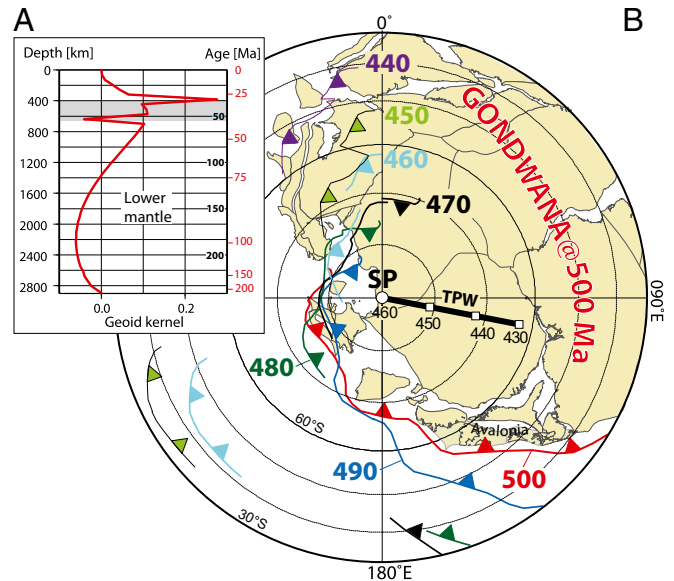 A
B
Depth [km]
Age [Ma]
0
0
25
400
50
800
50
1200
100
75
1600
Lower
mantle
150
2000
100
2400
200
150
2800
200
0.0
0.2
Geoid kernel
0°
440
450
460
470
GONDWANA@500 Ma
SP
TPW
460
450
440
430
090°E
480
60°S
Avalonia
490
500
30°S
180°E